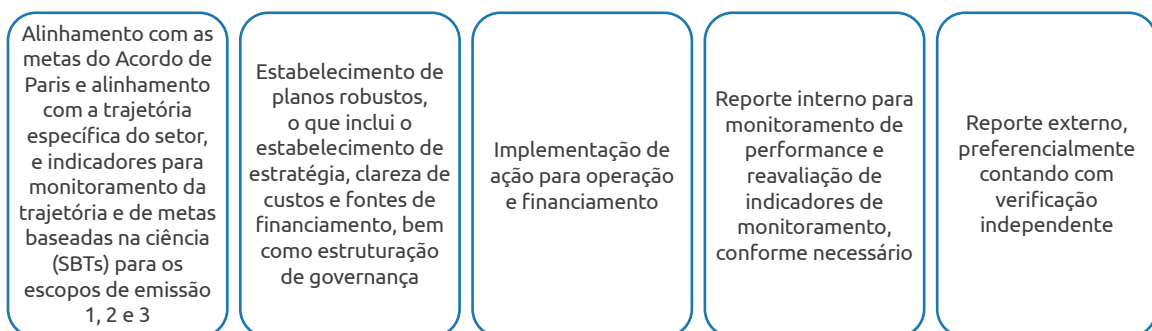 Alinhamento com as
metas do Acordo de
Paris e alinhamento
com a trajetória
específica do setor,
e indicadores para
monitoramento da
trajetória e de metas
baseadas na ciência
(SBTs) para os
escopos de emissão
1, 2 e 3
Estabelecimento de
planos robustos,
o que inclui o
estabelecimento de
estratégia, clareza de
custos e fontes de
financiamento, bem
como estruturação
de governança
Implementação de
ação para operação
e financiamento
Reporte interno para
monitoramento de
performance e
reavaliação de
indicadores de
monitoramento,
conforme necessário
Reporte externo,
preferencialmente
contando com
verificação
independente